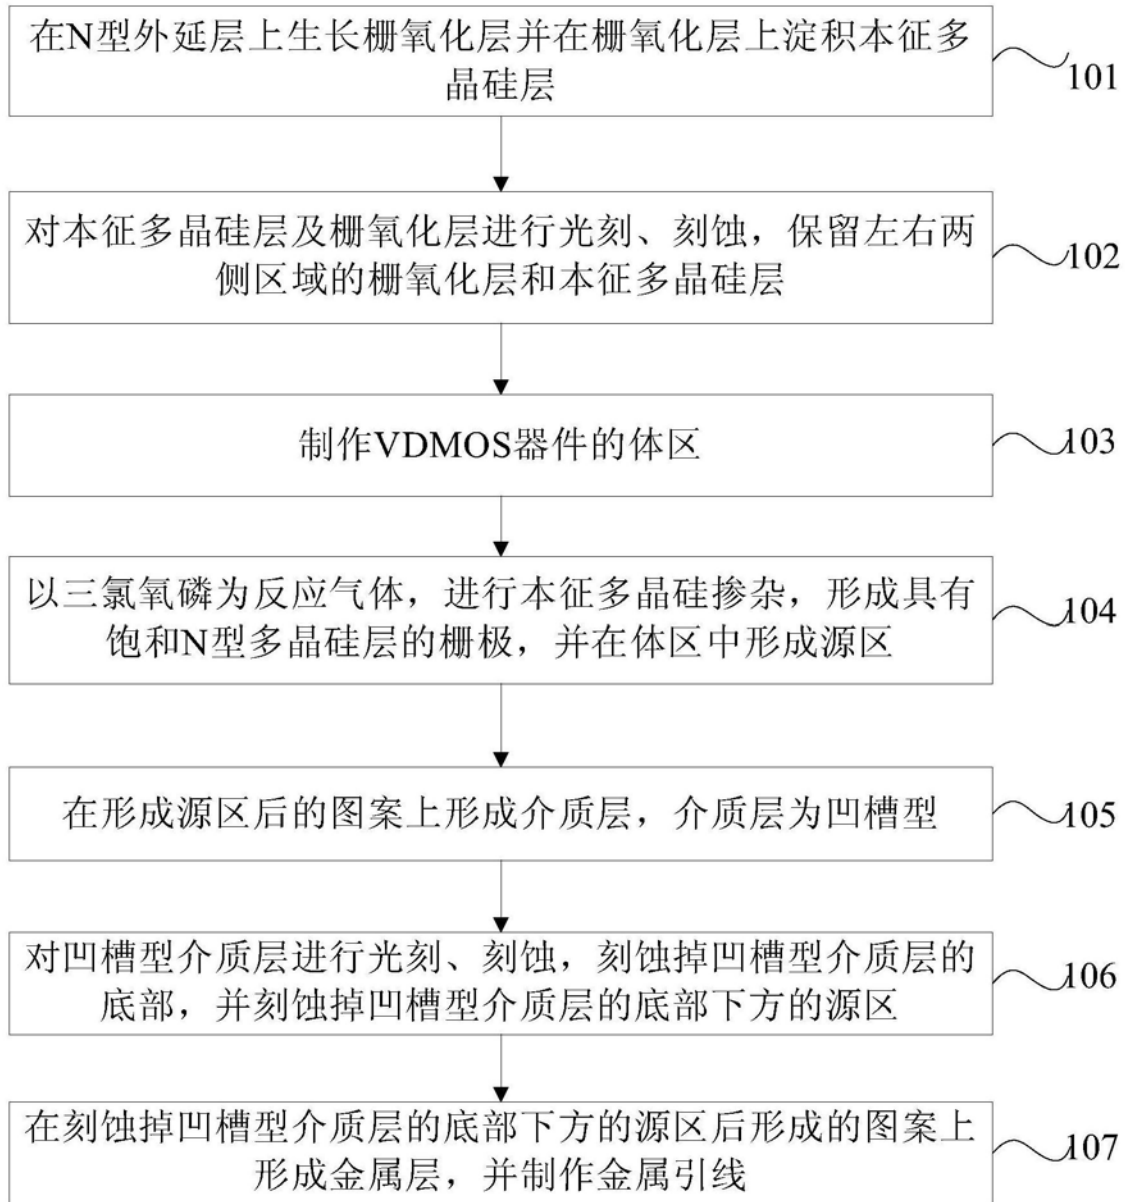 在N型外延层上生长栅氧化层并在栅氧化层上淀积本征多
晶硅层
101
对本征多晶硅层及栅氧化层进行光刻、刻蚀，保留左右两
侧区域的栅氧化层和本征多晶硅层
102
制作VDMOS器件的体区
103
以三氯氧磷为反应气体，进行本征多晶硅掺杂，形成具有
饱和N型多晶硅层的栅极，并在体区中形成源区
104
在形成源区后的图案上形成介质层，介质层为凹槽型
105
对凹槽型介质层进行光刻、刻蚀，刻蚀掉凹槽型介质层的
底部，并刻蚀掉凹槽型介质层的底部下方的源区
106
在刻蚀掉凹槽型介质层的底部下方的源区后形成的图案上
形成金属层，并制作金属引线
107